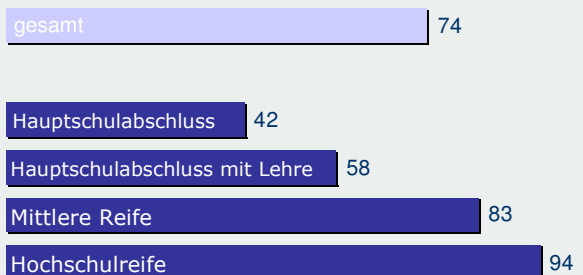 gesamt 74
Hauptschulabschluss 42
Hauptschulabschluss mit Lehre 58
Mittlere Reife 83
Hochschulreife 94